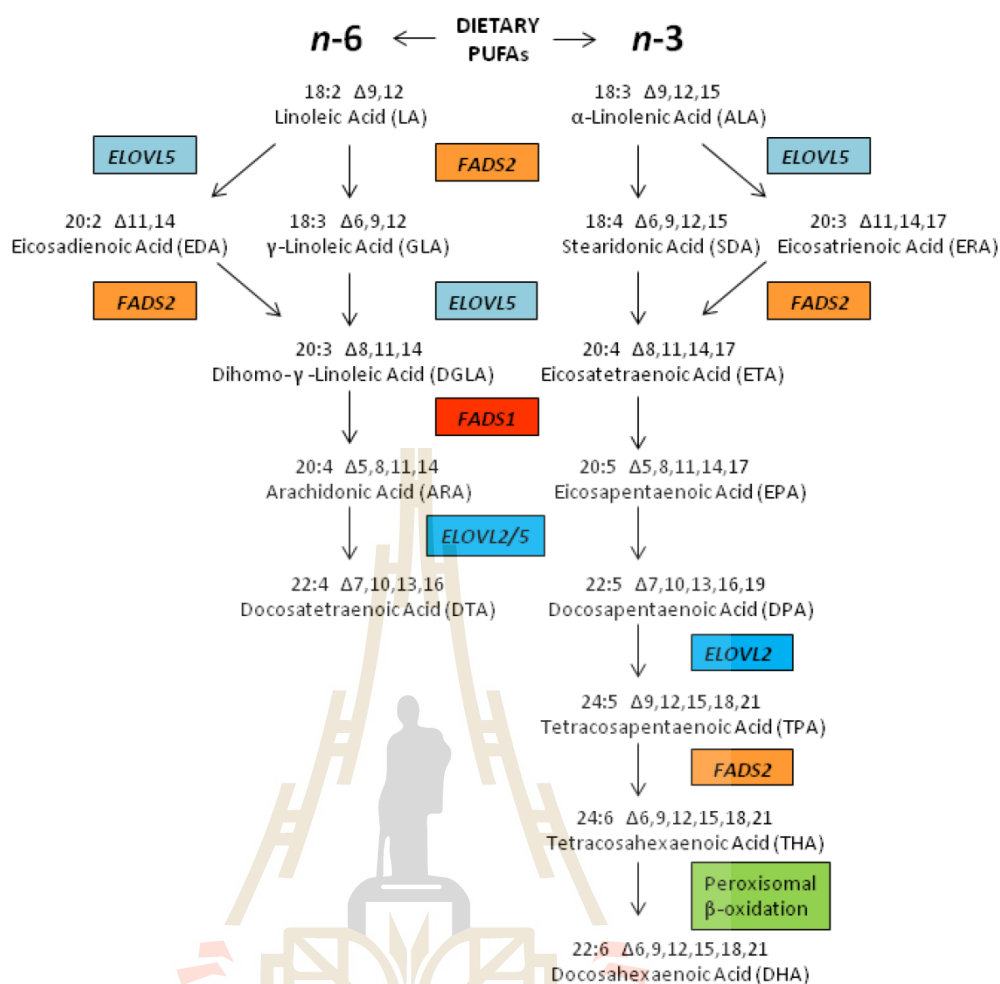 n-6
DIETARY
PUFAs
n-3
18:2 Δ9,12
Linoleic Acid (LA)
18:3 Δ9,12,15
α-Linolenic Acid (ALA)
ELOVL5
FADS2
ELOVL5
20:2 Δ11,14
Eicosadienoic Acid (EDA)
18:3 Δ6,9,12
γ-Linoleic Acid (GLA)
18:4 Δ6,9,12,15
Stearidonic Acid (SDA)
20:3 Δ11,14,17
Eicosatrienoic Acid (ERA)
FADS2
ELOVL5
FADS2
20:3 Δ8,11,14
Dihomo-γ -Linoleic Acid (DGLA)
20:4 Δ8,11,14,17
Eicosatetraenoic Acid (ETA)
FADS1
20:4 Δ5,8,11,14
Arachidonic Acid (ARA)
20:5 Δ5,8,11,14,17
Eicosapentaenoic Acid (EPA)
ELOVL2/5
22:4 Δ7,10,13,16
Docosatetraenoic Acid (DTA)
22:5 Δ7,10,13,16,19
Docosapentaenoic Acid (DPA)
ELOVL2
24:5 Δ9,12,15,18,21
Tetracosapentaenoic Acid (TPA)
FADS2
24:6 Δ6,9,12,15,18,21
Tetracosahexaenoic Acid (THA)
Peroxisomal
β-oxidation
22:6 Δ6,9,12,15,18,21
Docosahexaenoic Acid (DHA)